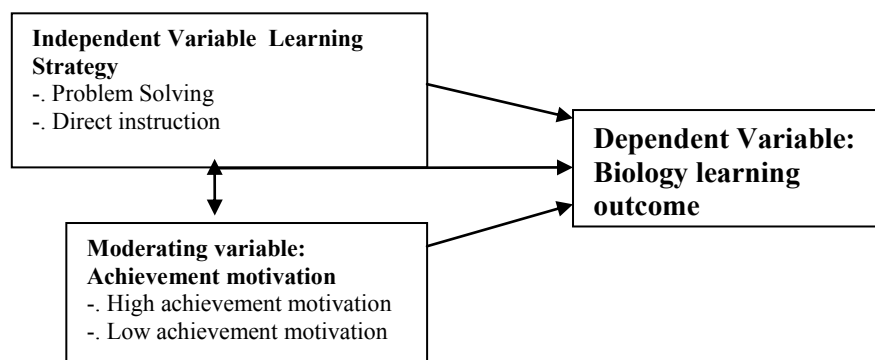 Independent Variable  Learning
Strategy
-. Problem Solving
-. Direct instruction
Dependent Variable:
Biology learning
outcome
Moderating variable:
Achievement motivation
-. High achievement motivation
-. Low achievement motivation